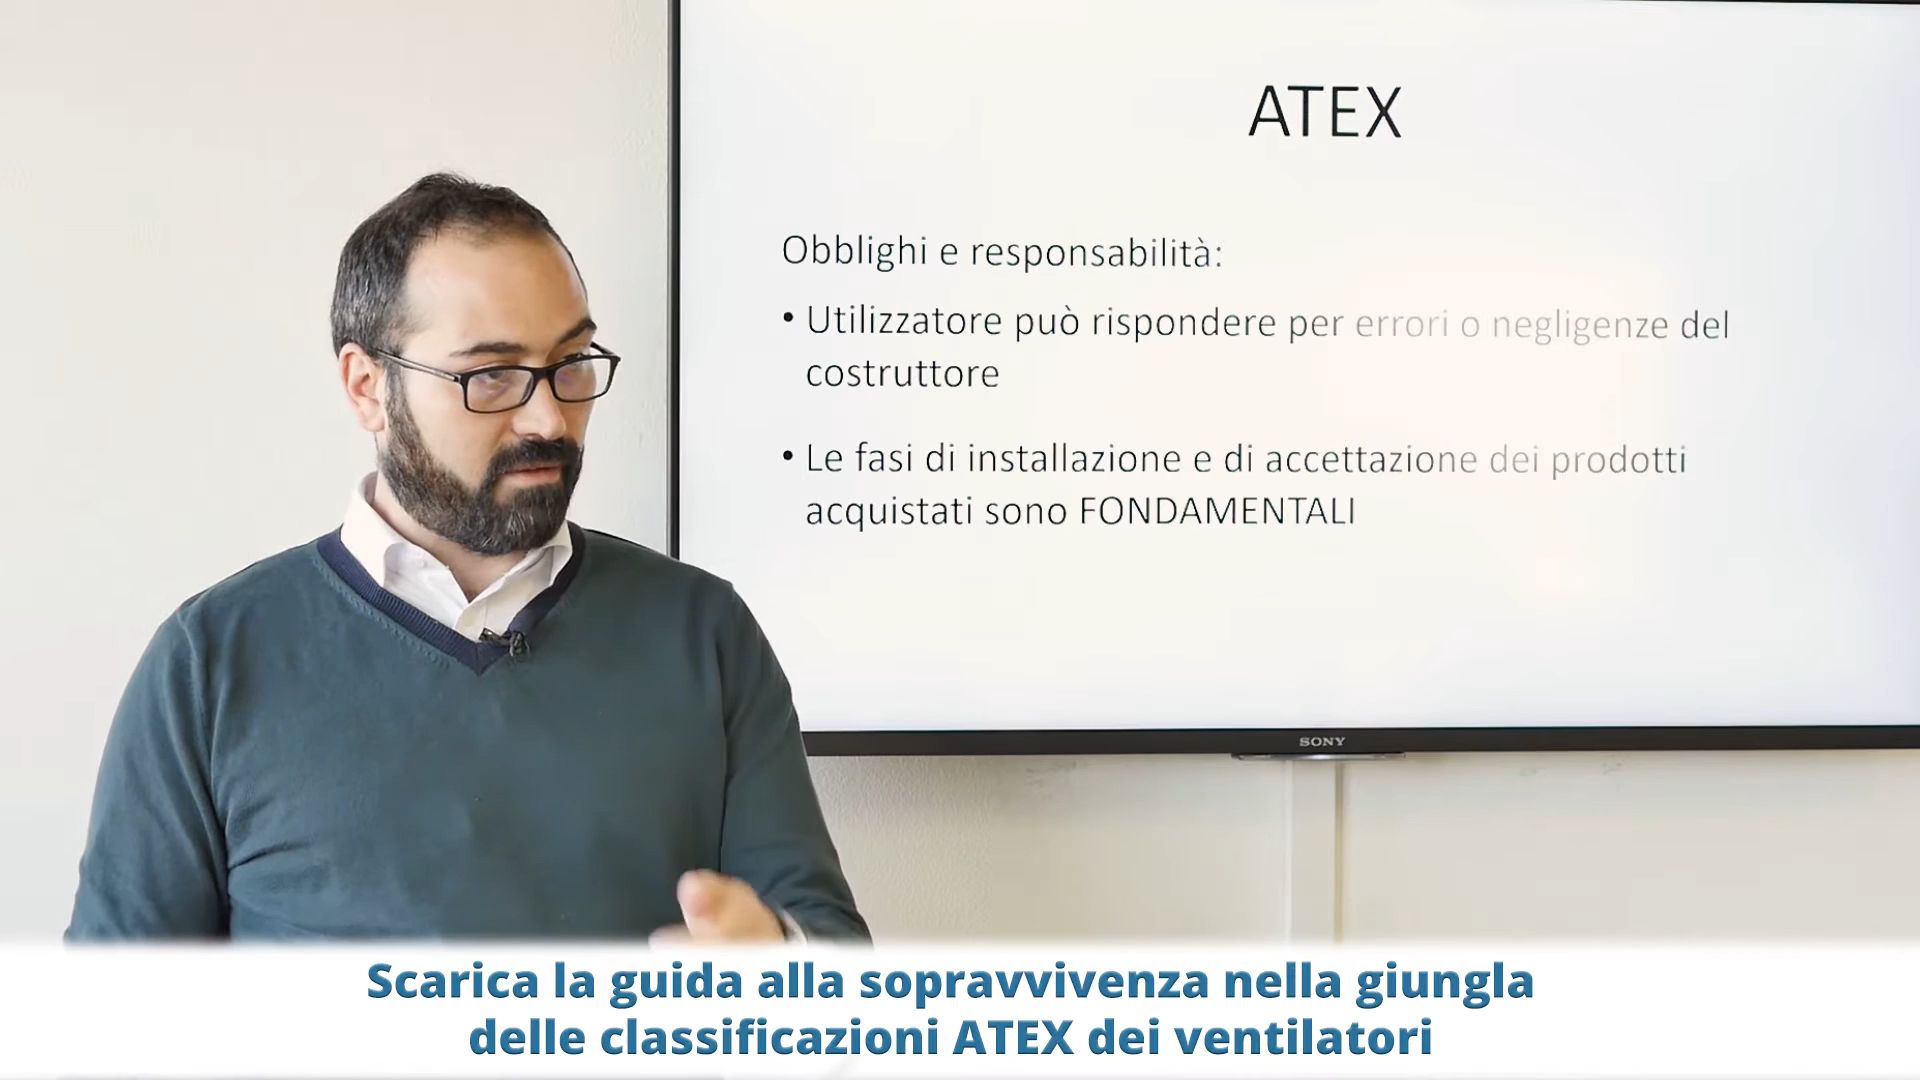 ATEX
Obblighi e responsabilità:
• Utilizzatore può rispondere per errori o negligenze del
costruttore
• Le fasi di installazione e di accettazione dei prodotti
acquistati sono FONDAMENTALI
SONY
Scarica la guida alla sopravvivenza nella giungla
delle classificazioni ATEX dei ventilatori